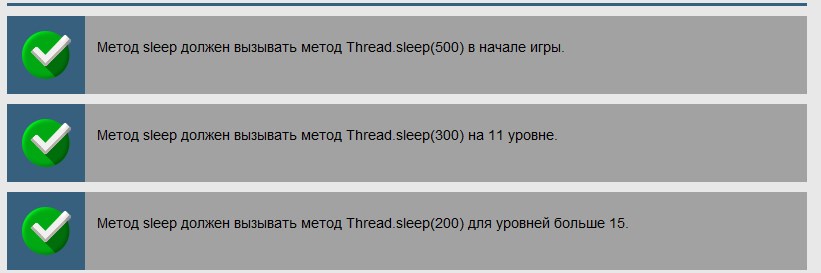 Метод sleep должен вызывать метод Thread.sleep(500) в начале игры.
Метод sleep должен вызывать метод Thread.sleep(300) на 11 уровне.
Метод sleep должен вызывать метод Thread.sleep(200) для уровней больше 15.